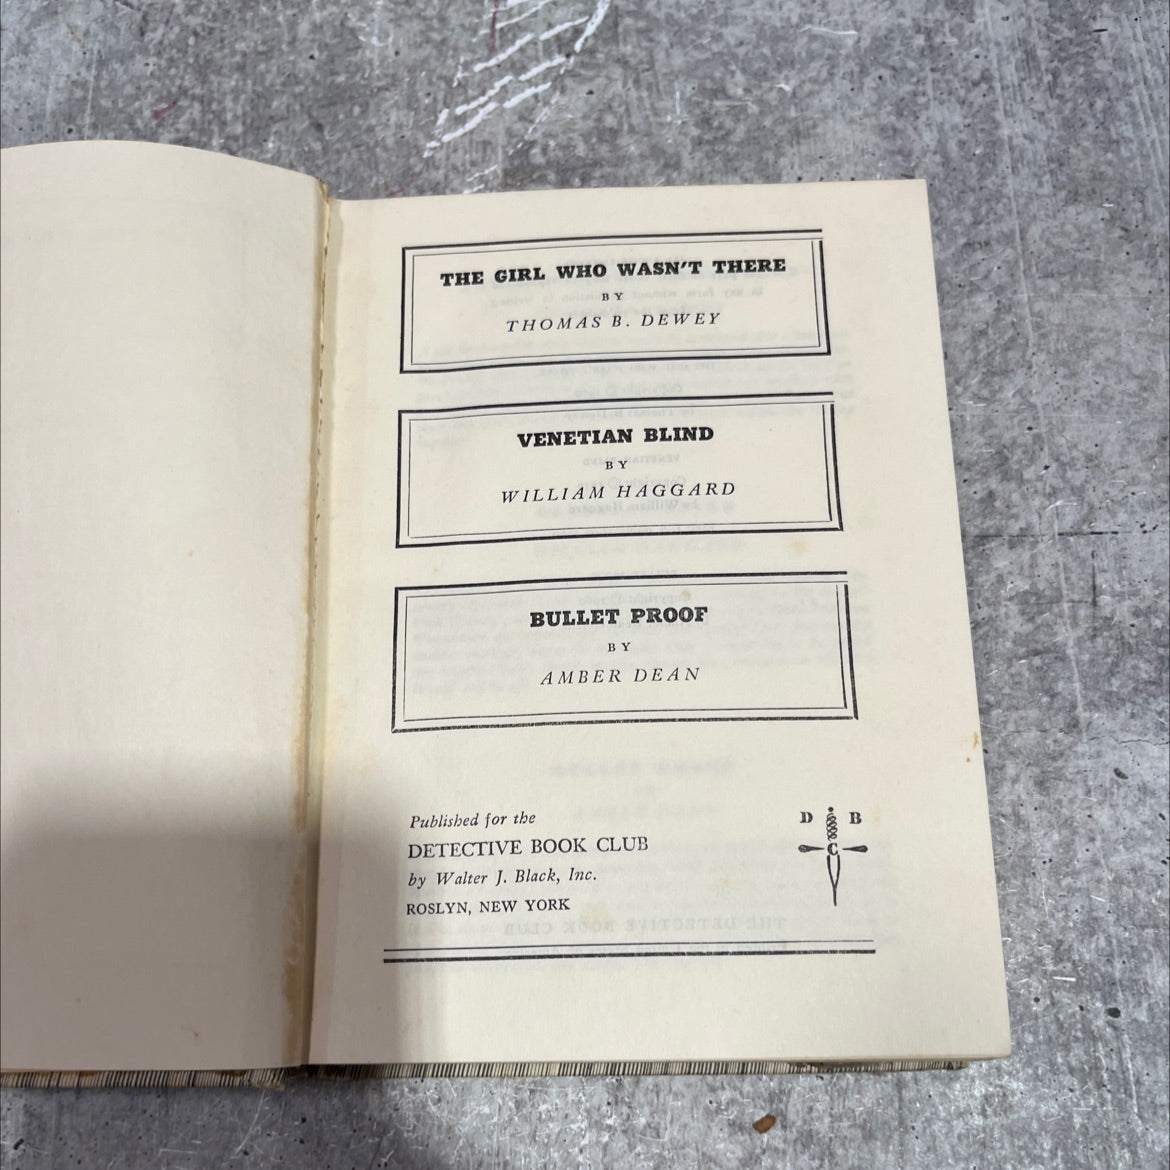 THE GIRL WHO WASN'T THERE
BY
THOMAS B. DEWEY
VENETIAN BLIND
BY
WILLIAM HAGGARD
BULLET PROOF
BY
AMBER DEAN
Published for the
DETECTIVE BOOK CLUB
by Walter J. Black, Inc.
ROSLYN, NEW YORK
D B
C